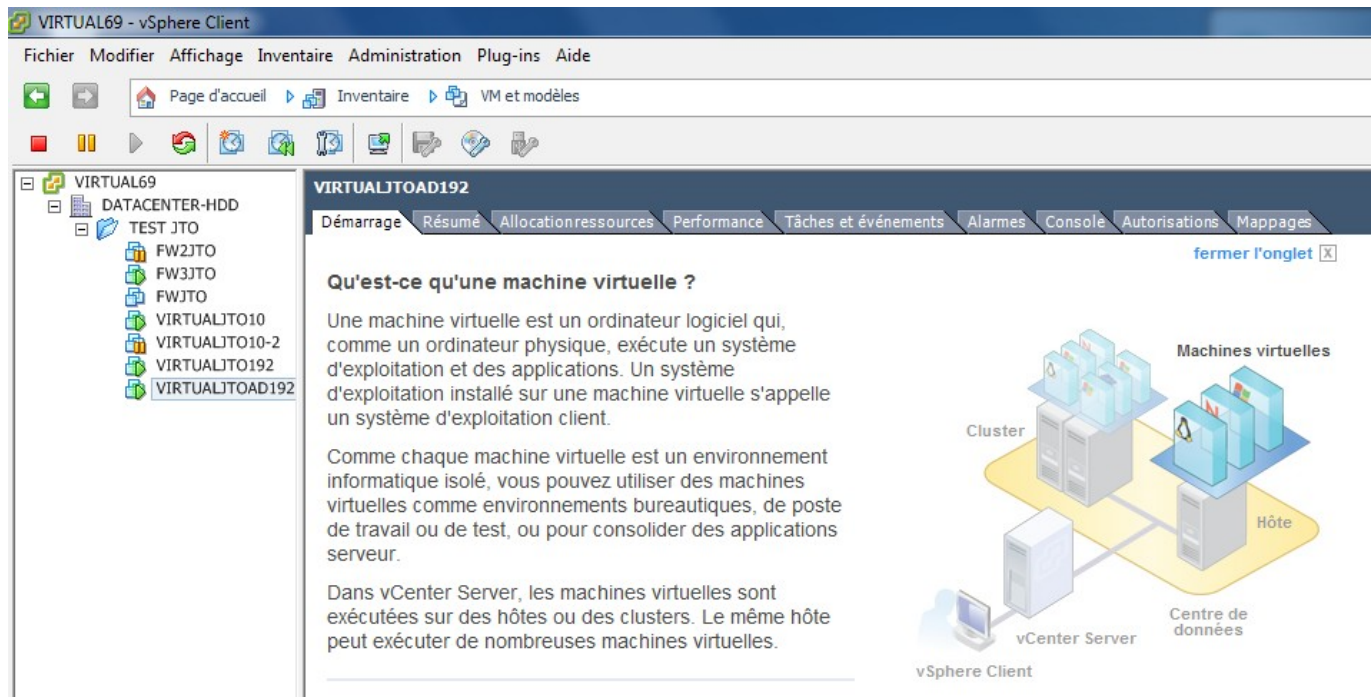 VIRTUAL69 - vSphere Client
Fichier Modifier Affichage Inventaire Administration Plug-ins Aide
Page d'accueil Inventaire VM et modèles
VIRTUAL69
DATACENTER-HDD
TEST JTO
FW2JTO
FW3JTO
FWJTO
VIRTUALJTO10
VIRTUALJTO10-2
VIRTUALJTO192
VIRTUALJTOAD192
VIRTUALJTOAD192
Démarrage Résumé Allocation ressources Performance Tâches et événements Alarmes Console Autorisations Mappages
fermer l'onglet X
Qu'est-ce qu'une machine virtuelle ?
Une machine virtuelle est un ordinateur logiciel qui,
comme un ordinateur physique, exécute un système
d'exploitation et des applications. Un système
d'exploitation installé sur une machine virtuelle s'appelle
un système d'exploitation client.
Comme chaque machine virtuelle est un environnement
informatique isolé, vous pouvez utiliser des machines
virtuelles comme environnements bureautiques, de poste
de travail ou de test, ou pour consolider des applications
serveur.
Dans vCenter Server, les machines virtuelles sont
exécutées sur des hôtes ou des clusters. Le même hôte
peut exécuter de nombreuses machines virtuelles.
Machines virtuelles
Cluster
Hôte
Centre de
données
vCenter Server
vSphere Client